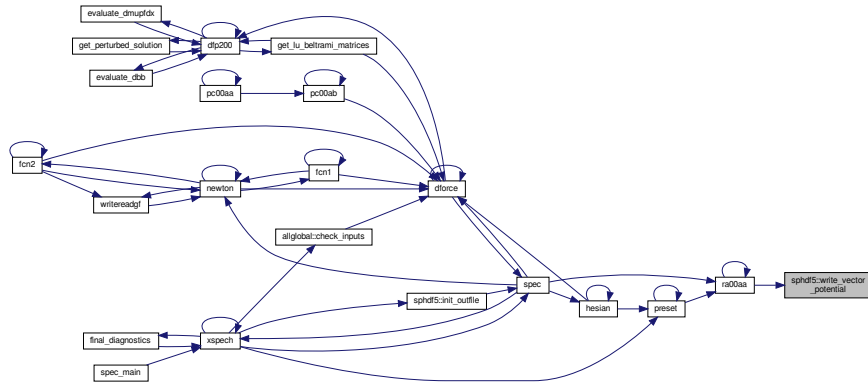 evaluate_dmupfdx
get_perturbed_solution
dfp200
get_lu_beltrami_matrices
evaluate_dbb
pc00aa
pc00ab
fcn2
fcn1
newton
dforce
writereadgf
allglobal::check_inputs
spec
ra00aa
sphdf5::write_vector
_potential
sphdf5::init_outfile
hesian
preset
final_diagnostics
xspech
spec_main